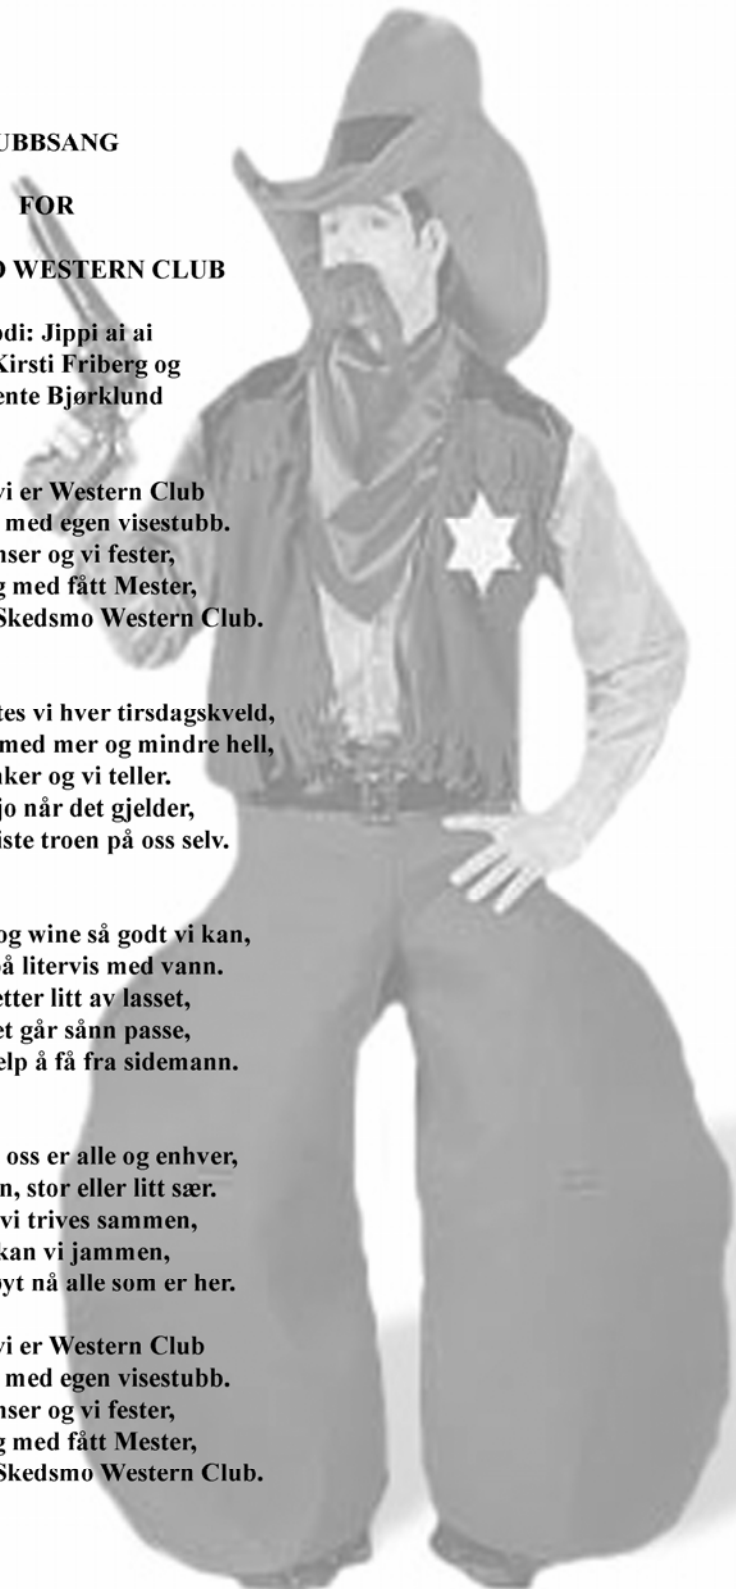 UBBSANG
FOR
WESTERN CLUB
odi: Jippi ai ai
Kirsti Friberg og
ente Bjørklund
vi er Western Club
med egen visestubb.
nser og vi fester,
g med fått Mester,
Skedsmo Western Club.
tes vi hver tirsdagskveld,
med mer og mindre hell,
ker og vi teller.
jo når det gjelder,
iste troen på oss selv.
og wine så godt vi kan,
på litervis med vann.
etter litt av lasset,
et går sånn passe,
elp å få fra sidemann.
oss er alle og enhver,
n, stor eller litt sær.
vi trives sammen,
kan vi jammen,
øyt nå alle som er her.
vi er Western Club
med egen visestubb.
nser og vi fester,
g med fått Mester,
Skedsmo Western Club.